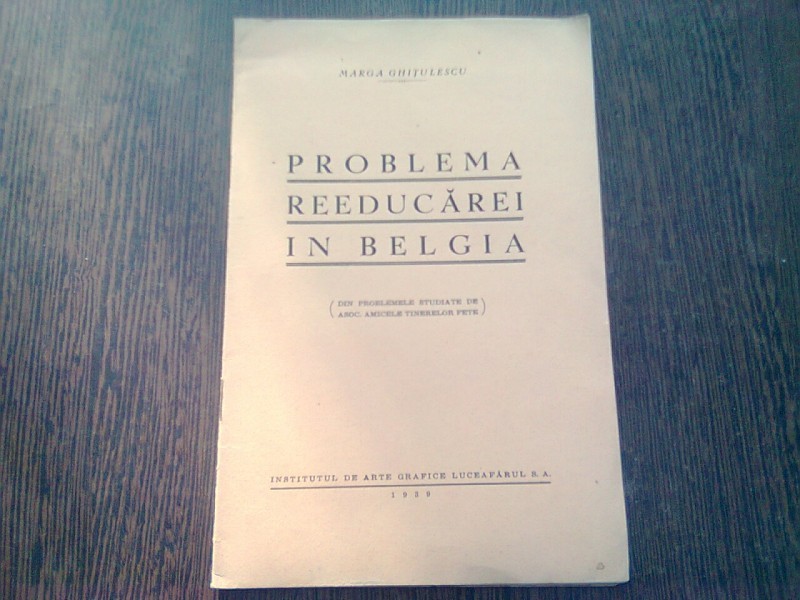 MARGA GHIȚULESCU
PROBLEMA
REEDUCĂREI
IN BELGIA
(DIN PROBLEMELE STUDIATE DE
ASOC. AMICELE TINERELOR FETE)
INSTITUTUL DE ARTE GRAFICE LUCEAFĂRUL S. A.
1939